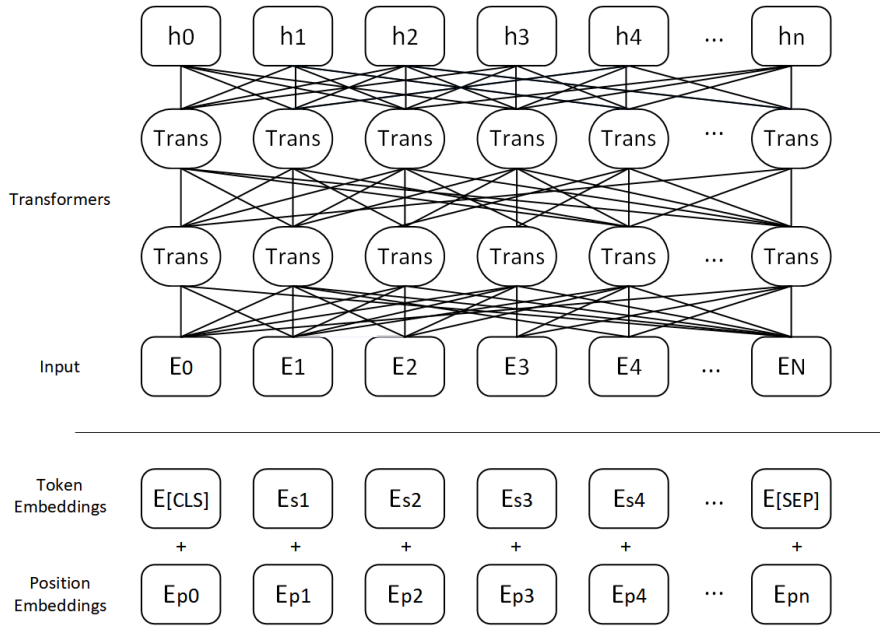 h0 h1 h2 h3 h4 ... hn
Trans Trans Trans Trans Trans ... Trans
Transformers
Trans Trans Trans Trans Trans ... Trans
Input E0 E1 E2 E3 E4 ... EN
Token
Embeddings
E[CLS] Es1 Es2 Es3 Es4 ... E[SEP]
+ + + + + +
Position
Embeddings
Ep0 Ep1 Ep2 Ep3 Ep4 ... Epn